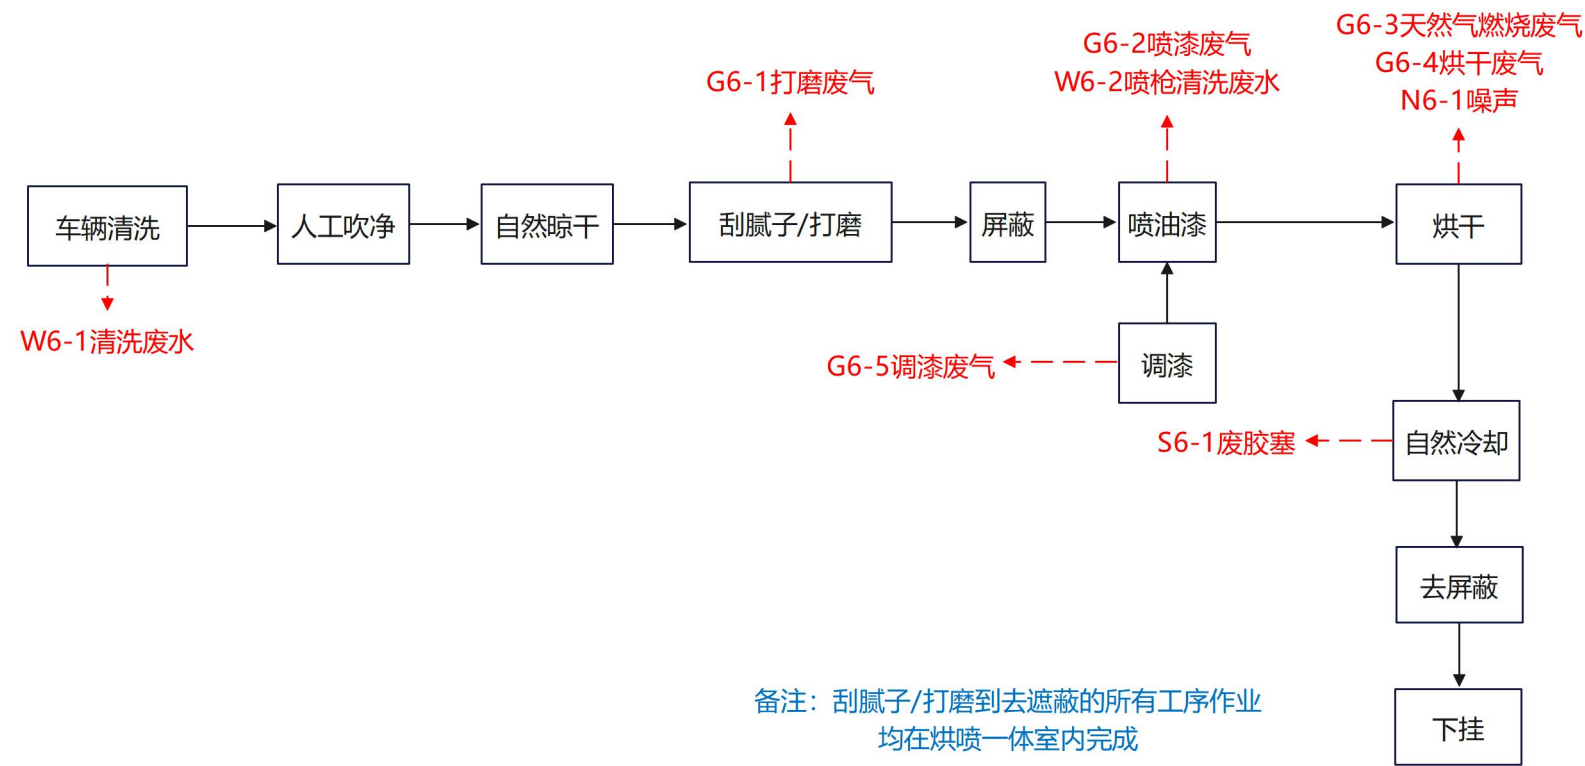 G6-3天然气燃烧废气
G6-4烘干废气
N6-1噪声
G6-2喷漆废气
W6-2喷枪清洗废水
G6-1打磨废气
车辆清洗
人工吹净
自然晾干
刮腻子/打磨
屏蔽
喷油漆
烘干
W6-1清洗废水
G6-5调漆废气
调漆
S6-1废胶塞
自然冷却
去屏蔽
下挂
备注：刮腻子/打磨到去遮蔽的所有工序作业
均在烘喷一体室内完成